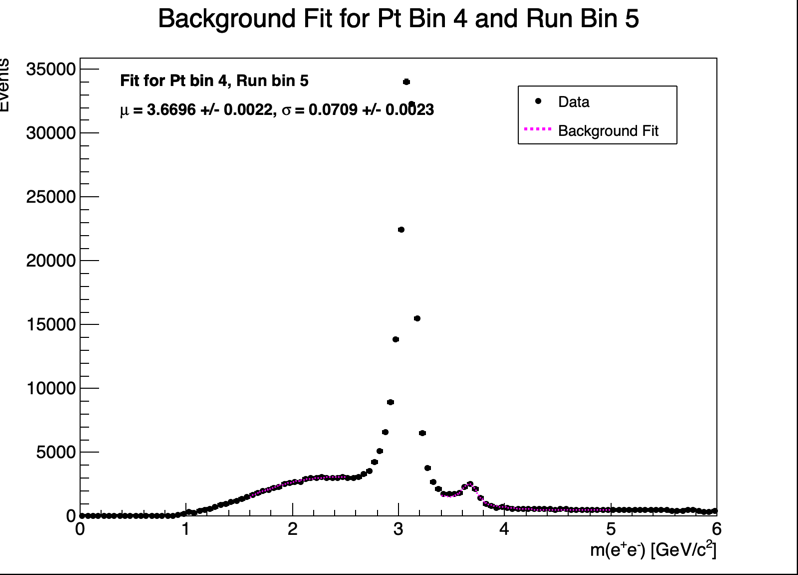 Background Fit for Pt Bin 4 and Run Bin 5
Events
35000
30000
25000
20000
15000
10000
5000
0
Fit for Pt bin 4, Run bin 5
μ = 3.6696 +/- 0.0022, σ = 0.0709 +/- 0.0023
Data
Background Fit
0 1 2 3 4 5 6
m(e⁺e⁻) [GeV/c²]